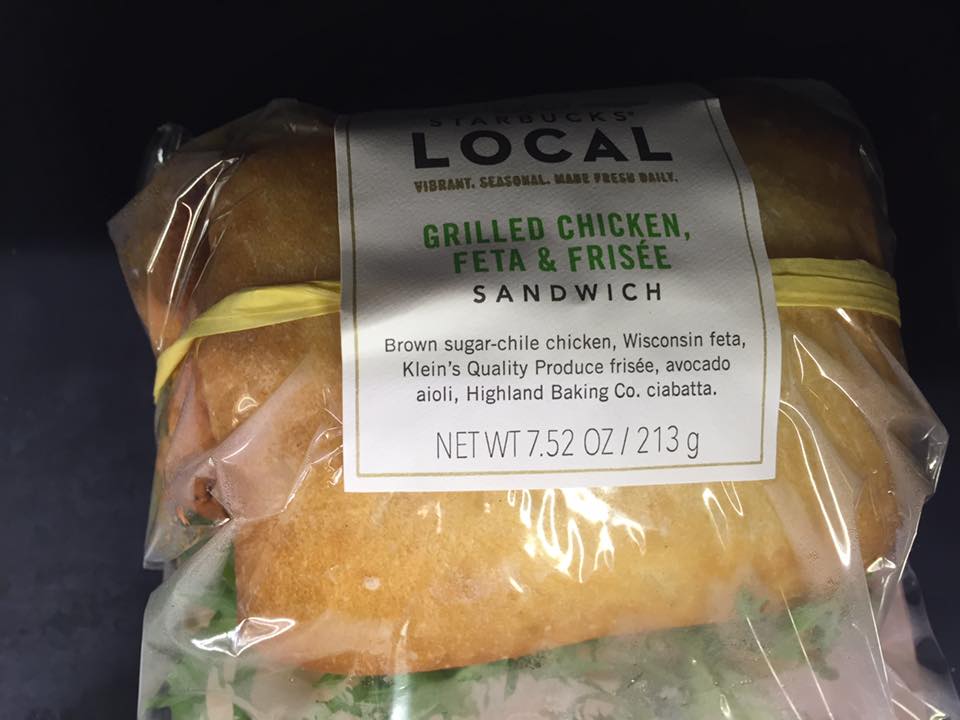 STARBUCKS®
LOCAL
VIBRANT. SEASONAL. MADE FRESH DAILY.
GRILLED CHICKEN,
FETA & FRISÉE
SANDWICH
Brown sugar-chile chicken, Wisconsin feta,
Klein's Quality Produce frisée, avocado
aioli, Highland Baking Co. ciabatta.
NET WT 7.52 OZ / 213 g